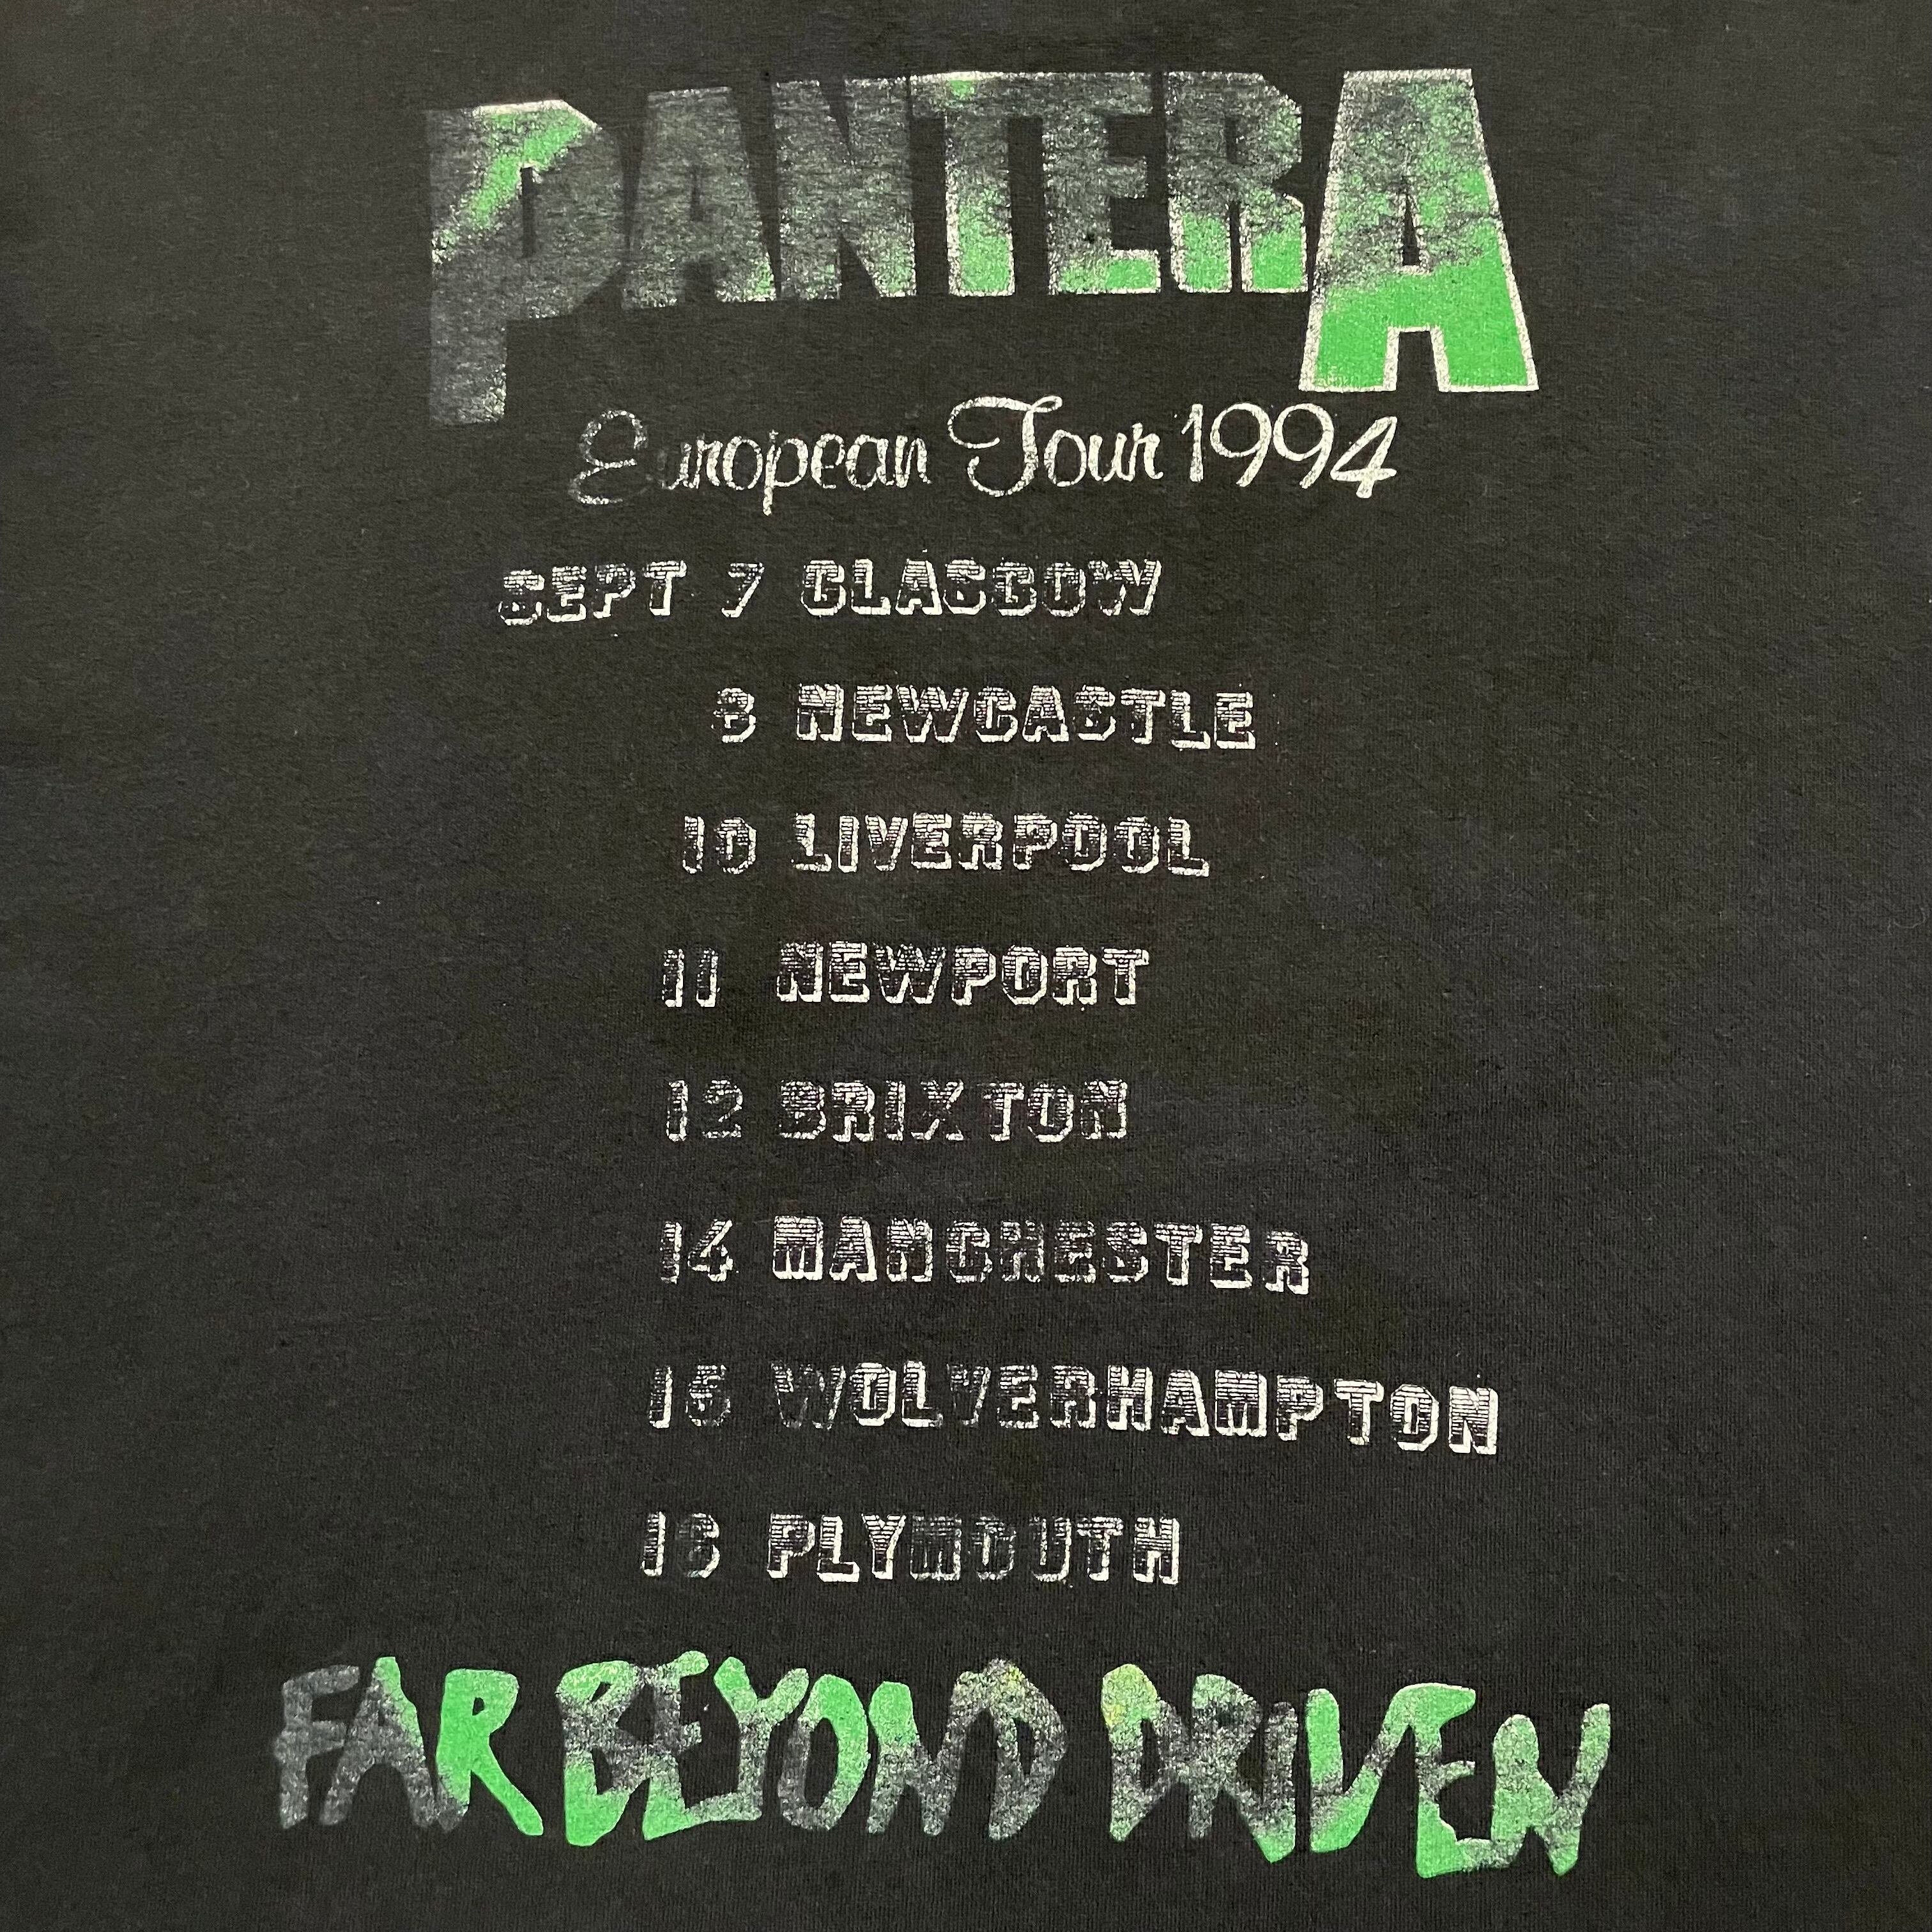 PANTERA
European Tour 1994
SEPT 7 GLASGOW
8 NEWCASTLE
10 LIVERPOOL
11 NEWPORT
12 BRIXTON
14 MANCHESTER
15 WOLVERHAMPTON
16 PLYMOUTH
FAR BEYOND DRIVEN